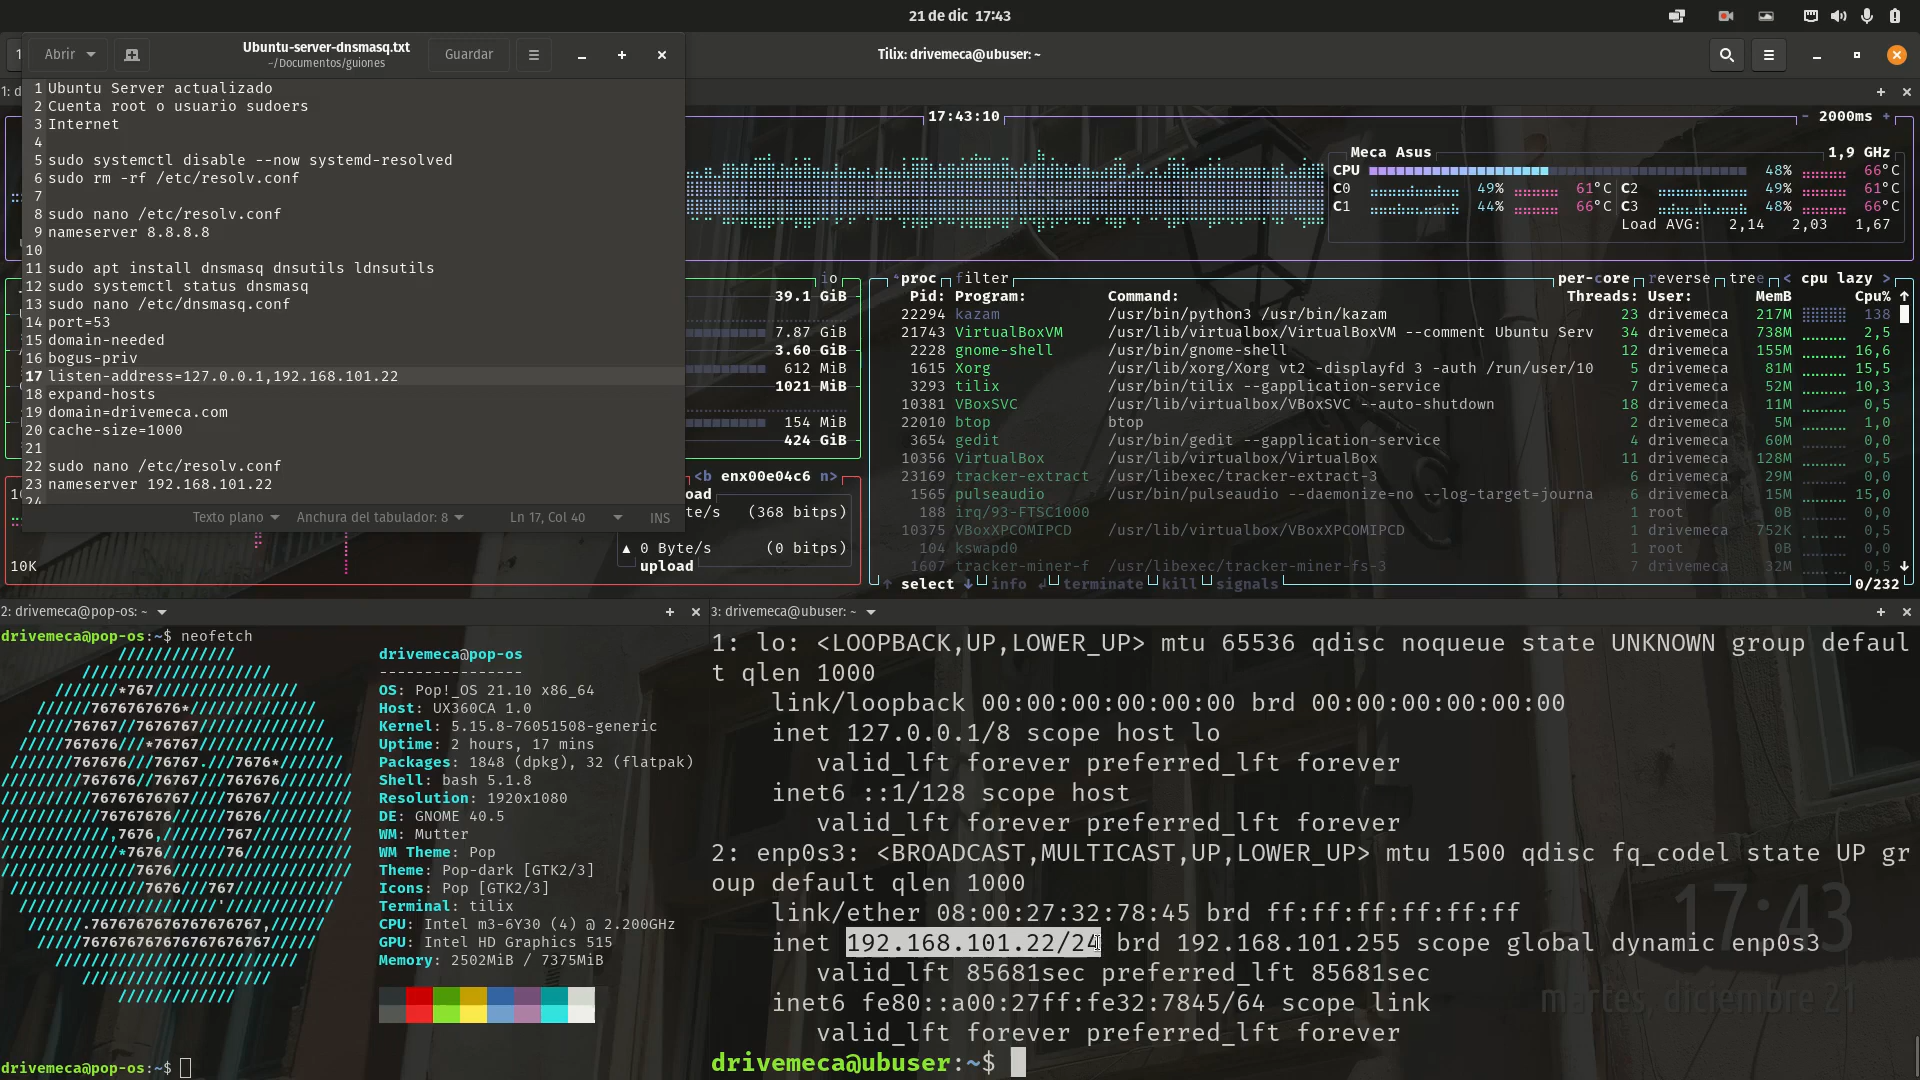 21 de dic  17:43
Abrir
Ubuntu-server-dnsmasq.txt
~/Documentos/guiones
Guardar
Tilix: drivemeca@ubuser: ~
1: d
1 Ubuntu Server actualizado
2 Cuenta root o usuario sudoers
3 Internet
4
5 sudo systemctl disable --now systemd-resolved
6 sudo rm -rf /etc/resolv.conf
7
8 sudo nano /etc/resolv.conf
9 nameserver 8.8.8.8
10
11 sudo apt install dnsmasq dnsutils ldnsutils
12 sudo systemctl status dnsmasq
13 sudo nano /etc/dnsmasq.conf
14 port=53
15 domain-needed
16 bogus-priv
17 listen-address=127.0.0.1,192.168.101.22
18 expand-hosts
19 domain=drivemeca.com
20 cache-size=1000
21
22 sudo nano /etc/resolv.conf
23 nameserver 192.168.101.22
24
Texto plano Anchura del tabulador: 8 Ln 17, Col 40 INS
17:43:10
- 2000ms +
Meca Asus 1,9 GHz
CPU 48% 66°C
C0 49% 61°C C2 49% 61°C
C1 44% 66°C C3 48% 66°C
Load AVG: 2,14 2,03 1,67
io
39.1 GiB
7.87 GiB
3.60 GiB
612 MiB
1021 MiB
154 MiB
424 GiB
<b enx00e04c6 n>
oad
te/s (368 bitps)
▲ 0 Byte/s (0 bitps)
upload
10K
proc filter per-core reverse tree < cpu lazy >
Pid: Program: Command: Threads: User: MemB Cpu% ↑
22294 kazam /usr/bin/python3 /usr/bin/kazam 23 drivemeca 217M 138
21743 VirtualBoxVM /usr/lib/virtualbox/VirtualBoxVM --comment Ubuntu Serv 34 drivemeca 738M 2,5
2228 gnome-shell /usr/bin/gnome-shell 12 drivemeca 155M 16,6
1615 Xorg /usr/lib/xorg/Xorg vt2 -displayfd 3 -auth /run/user/10 5 drivemeca 81M 15,5
3293 tilix /usr/bin/tilix --gapplication-service 7 drivemeca 52M 10,3
10381 VBoxSVC /usr/lib/virtualbox/VBoxSVC --auto-shutdown 18 drivemeca 11M 0,5
22010 btop btop 2 drivemeca 5M 1,0
3654 gedit /usr/bin/gedit --gapplication-service 4 drivemeca 60M 0,0
10356 VirtualBox /usr/lib/virtualbox/VirtualBox 11 drivemeca 128M 0,5
23169 tracker-extract /usr/libexec/tracker-extract-3 6 drivemeca 29M 0,0
1565 pulseaudio /usr/bin/pulseaudio --daemonize=no --log-target=journa 6 drivemeca 15M 15,0
188 irq/93-FTSC1000 1 root 0B 0,0
10375 VBoxXPCOMIPCD /usr/lib/virtualbox/VBoxXPCOMIPCD 1 drivemeca 752K 0,5
104 kswapd0 1 root 0B 0,0
1607 tracker-miner-f /usr/libexec/tracker-miner-fs-3 7 drivemeca 32M 0,5 ↓
↑ select ↓ info ↲ terminate kill signals 0/232
2: drivemeca@pop-os: ~
drivemeca@pop-os:~$ neofetch
drivemeca@pop-os
----------------
OS: Pop!_OS 21.10 x86_64
Host: UX360CA 1.0
Kernel: 5.15.8-76051508-generic
Uptime: 2 hours, 17 mins
Packages: 1848 (dpkg), 32 (flatpak)
Shell: bash 5.1.8
Resolution: 1920x1080
DE: GNOME 40.5
WM: Mutter
WM Theme: Pop
Theme: Pop-dark [GTK2/3]
Icons: Pop [GTK2/3]
Terminal: tilix
CPU: Intel m3-6Y30 (4) @ 2.200GHz
GPU: Intel HD Graphics 515
Memory: 2502MiB / 7375MiB
drivemeca@pop-os:~$
3: drivemeca@ubuser: ~
1: lo: <LOOPBACK,UP,LOWER_UP> mtu 65536 qdisc noqueue state UNKNOWN group defaul
t qlen 1000
link/loopback 00:00:00:00:00:00 brd 00:00:00:00:00:00
inet 127.0.0.1/8 scope host lo
valid_lft forever preferred_lft forever
inet6 ::1/128 scope host
valid_lft forever preferred_lft forever
2: enp0s3: <BROADCAST,MULTICAST,UP,LOWER_UP> mtu 1500 qdisc fq_codel state UP gr
oup default qlen 1000
link/ether 08:00:27:32:78:45 brd ff:ff:ff:ff:ff:ff
inet 192.168.101.22/24 brd 192.168.101.255 scope global dynamic enp0s3
valid_lft 85681sec preferred_lft 85681sec
inet6 fe80::a00:27ff:fe32:7845/64 scope link
valid_lft forever preferred_lft forever
drivemeca@ubuser:~$
17:43
martes, diciembre 21